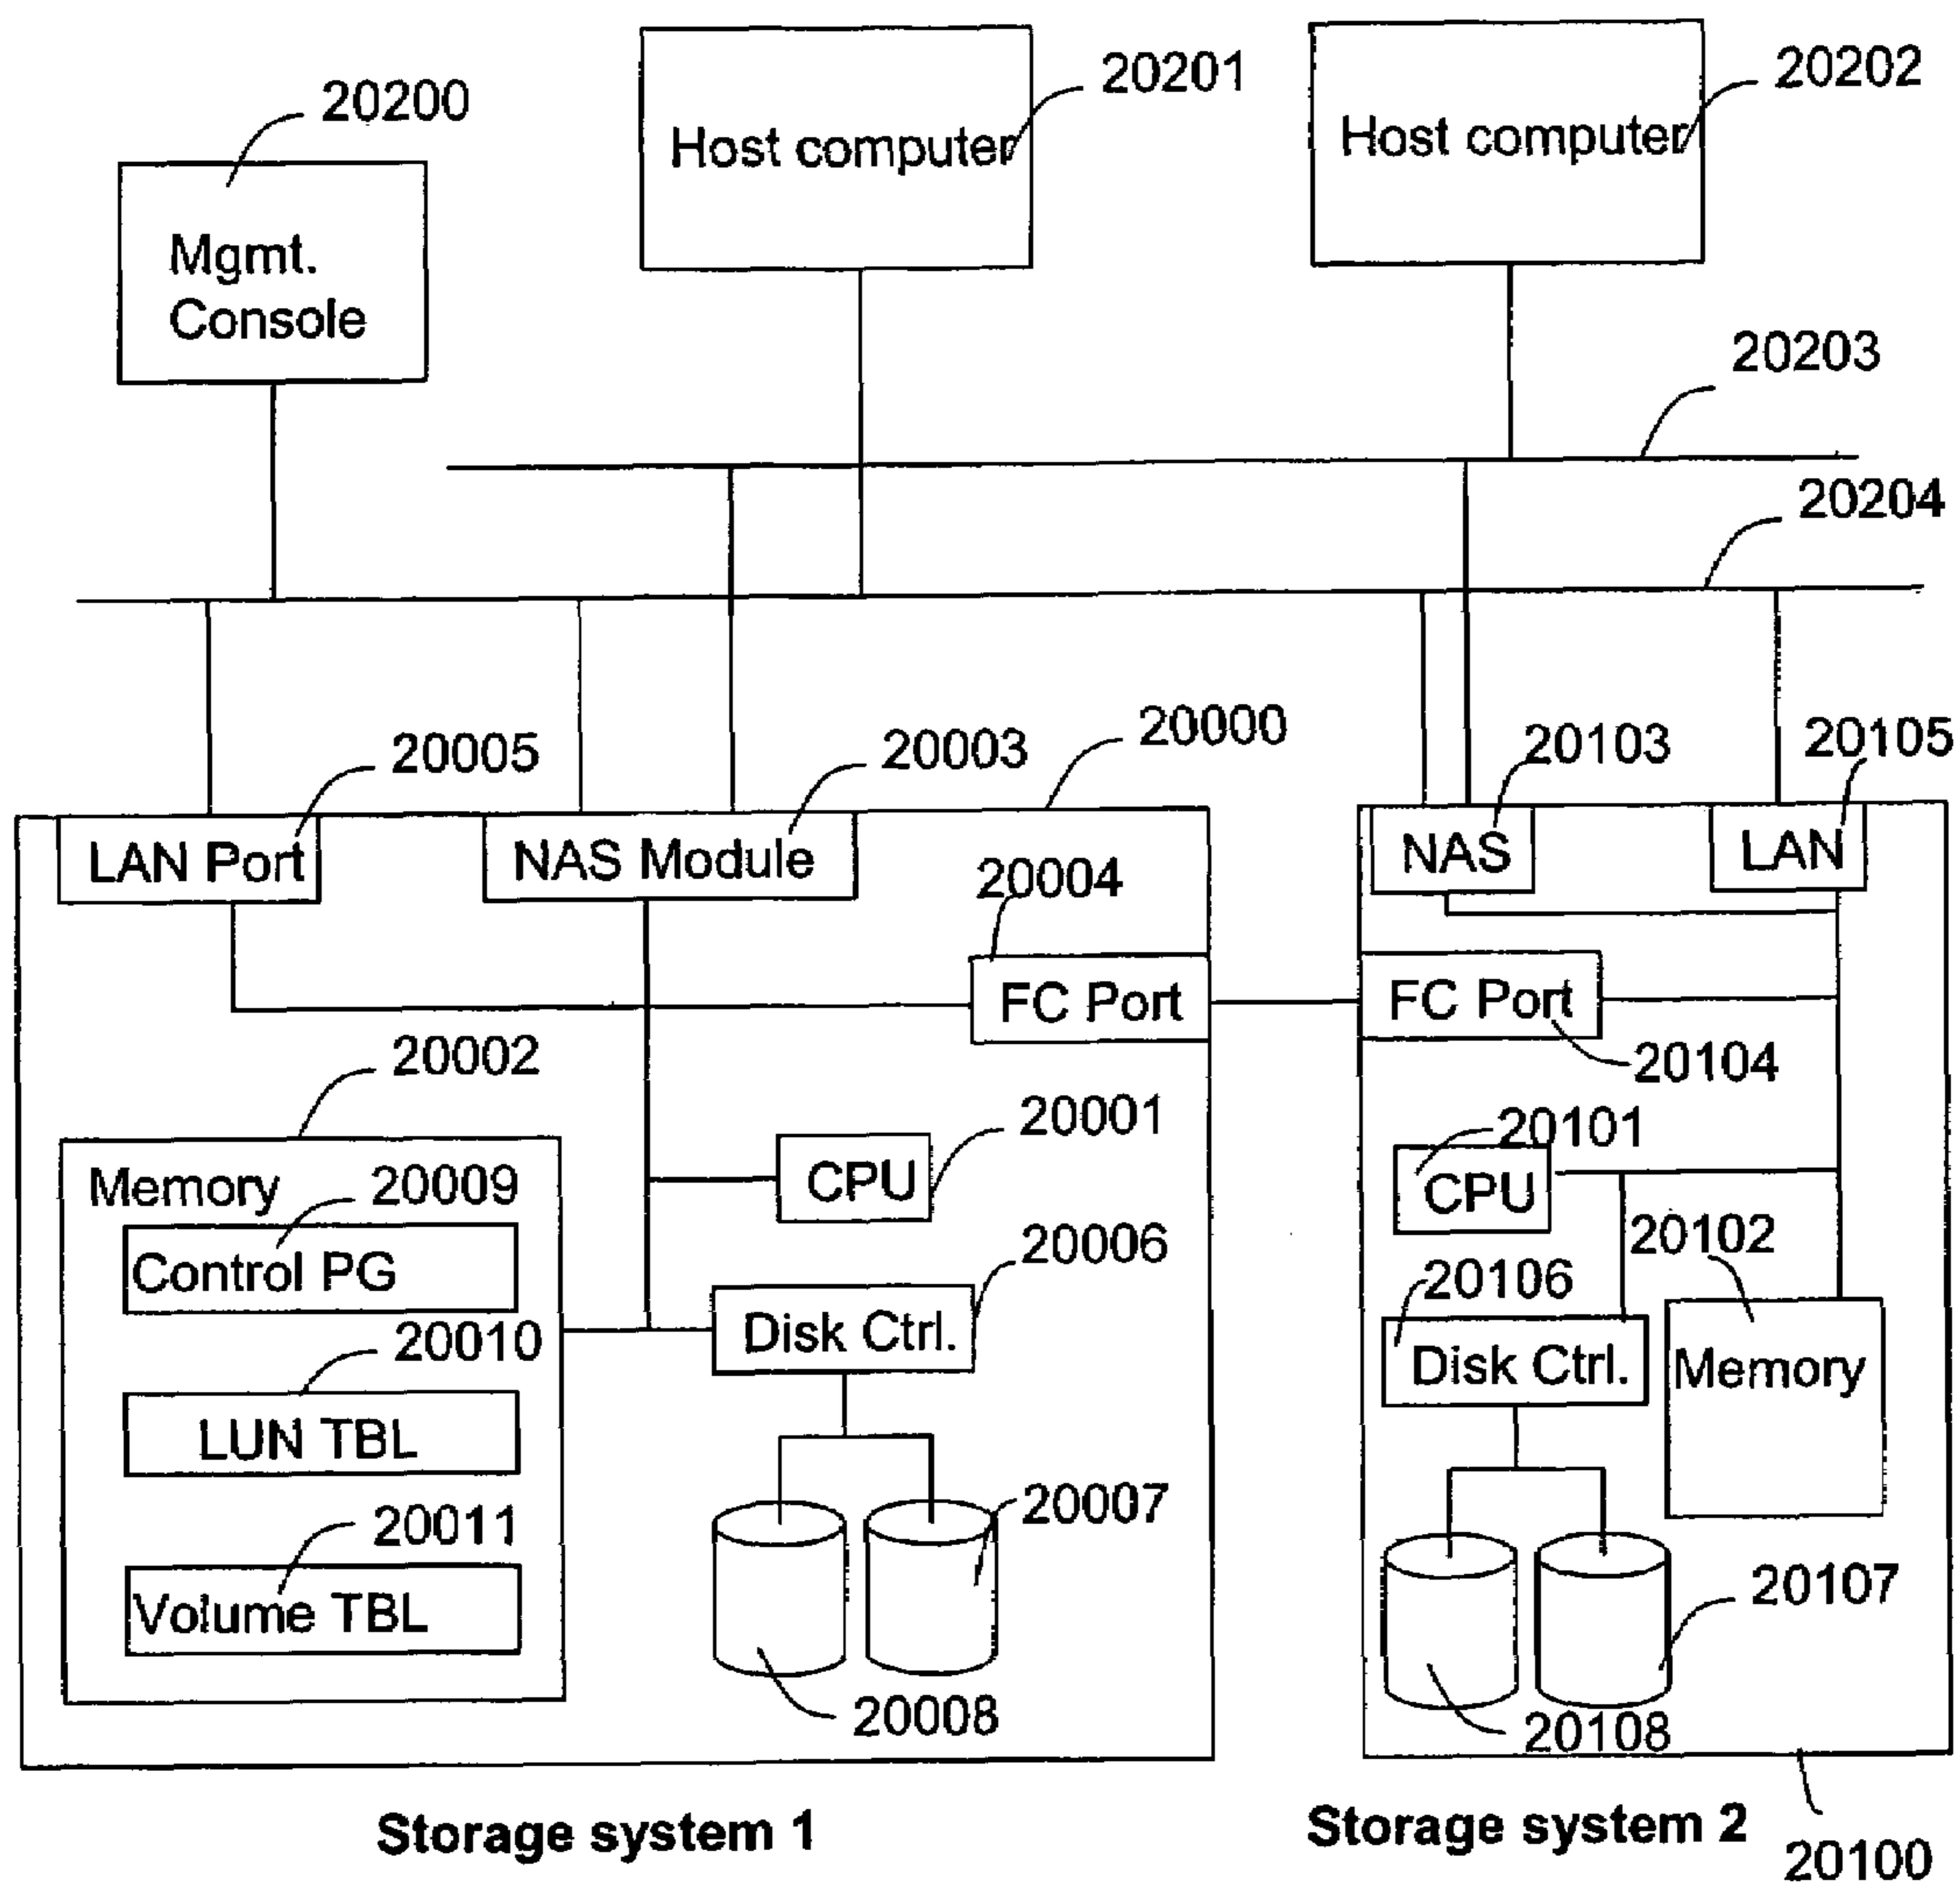 20200
20201
20202
Host computer
Host computer
Mgmt.
Console
20203
20204
20005
20003
20000
20103
20105
LAN Port
NAS Module
20004
NAS
LAN
FC Port
FC Port
20002
20104
20001
20101
Memory
20009
CPU
CPU
Control PG
20006
20102
20010
Disk Ctrl.
20106
LUN TBL
Disk Ctrl.
Memory
20011
20007
Volume TBL
20107
20008
20108
Storage system 1
Storage system 2
20100